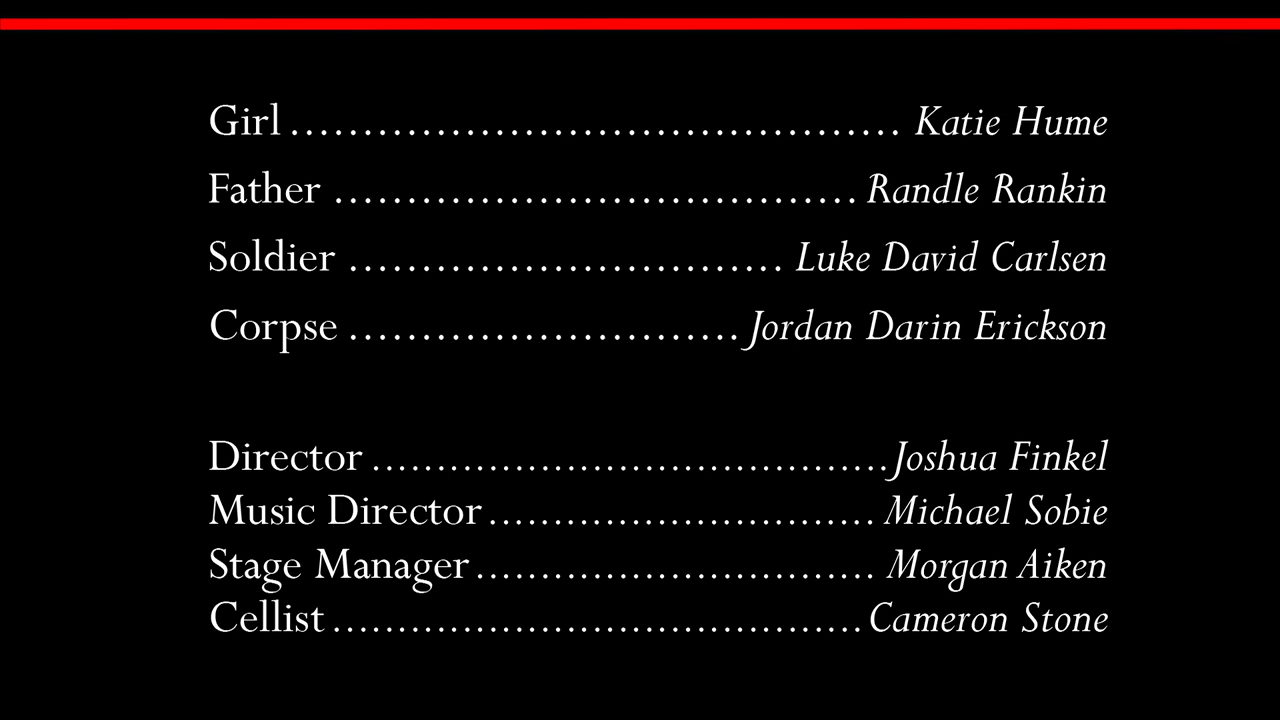 Girl .......................................... Katie Hume
Father .................................... Randle Rankin
Soldier .............................. Luke David Carlsen
Corpse ........................... Jordan Darin Erickson
Director ....................................... Joshua Finkel
Music Director .............................. Michael Sobie
Stage Manager ............................... Morgan Aiken
Cellist ......................................... Cameron Stone